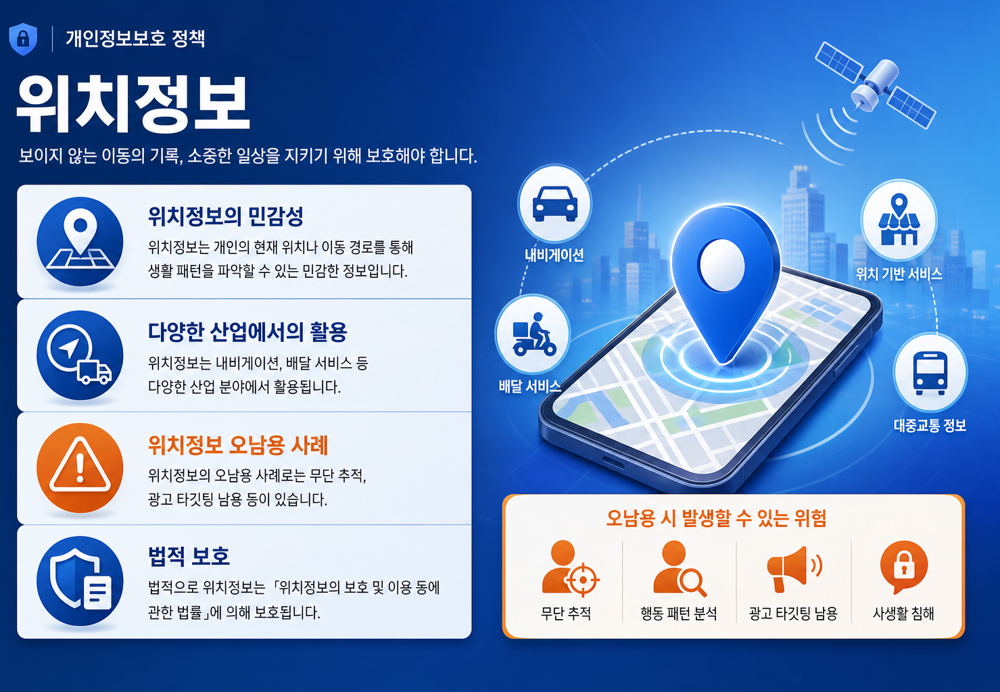 개인정보보호 정책
위치정보
보이지 않는 이동의 기록, 소중한 일상을 지키기 위해 보호해야 합니다.
위치정보의 민감성
위치정보는 개인의 현재 위치나 이동 경로를 통해
생활 패턴을 파악할 수 있는 민감한 정보입니다.
다양한 산업에서의 활용
위치정보는 내비게이션, 배달 서비스 등
다양한 산업 분야에서 활용됩니다.
위치정보 오남용 사례
위치정보의 오남용 사례로는 무단 추적,
광고 타깃팅 남용 등이 있습니다.
법적 보호
법적으로 위치정보는 「위치정보의 보호 및 이용 동에
관한 법률」에 의해 보호됩니다.
내비게이션
위치 기반 서비스
배달 서비스
대중교통 정보
오남용 시 발생할 수 있는 위험
무단 추적
행동 패턴 분석
광고 타깃팅 남용
사생활 침해